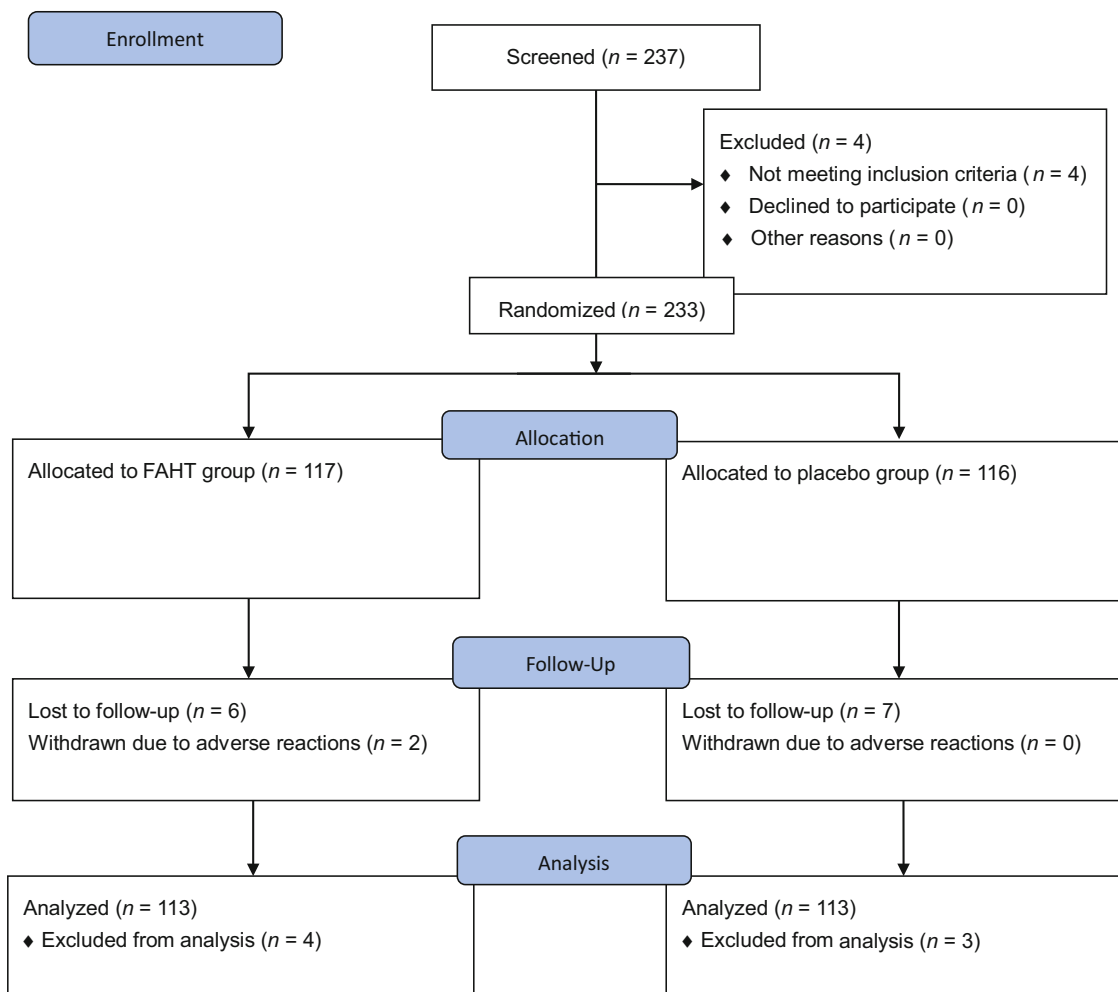 Enrollment
Screened (n = 237)
Excluded (n = 4)
♦ Not meeting inclusion criteria ( n = 4)
♦ Declined to participate ( n = 0)
♦ Other reasons ( n = 0)
Randomized (n = 233)
Allocation
Allocated to FAHT group (n = 117)
Allocated to placebo group (n = 116)
Follow-Up
Lost to follow-up (n = 6)
Withdrawn due to adverse reactions (n = 2)
Lost to follow-up (n = 7)
Withdrawn due to adverse reactions (n = 0)
Analysis
Analyzed (n = 113)
♦ Excluded from analysis (n = 4)
Analyzed (n = 113)
♦ Excluded from analysis (n = 3)